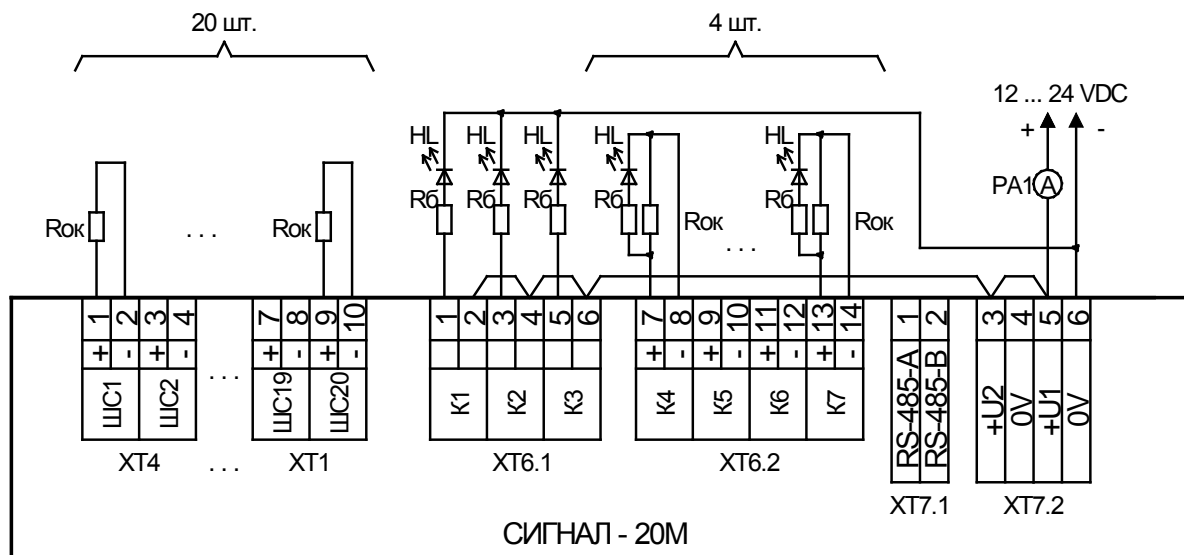 20 шт.
4 шт.
12 ... 24 VDC
+ -
HL HL HL HL HL
PA1 A
Rб Rб Rб Rб Rб
Rок ... Rок Rок ...  Rок
1 2 3 4 7 8 9 10 1 2 3 4 5 6 7 8 9 10 11 12 13 14 1 2 3 4 5 6
+ - + - ... + - + - + - + - + - + -
ШС1 ШС2 ШС19 ШС20 К1 К2 К3 К4 К5 К6 К7 RS-485-A RS-485-B +U2 0V +U1 0V
XT4 ... XT1 XT6.1 XT6.2
XT7.1 XT7.2
СИГНАЛ - 20М